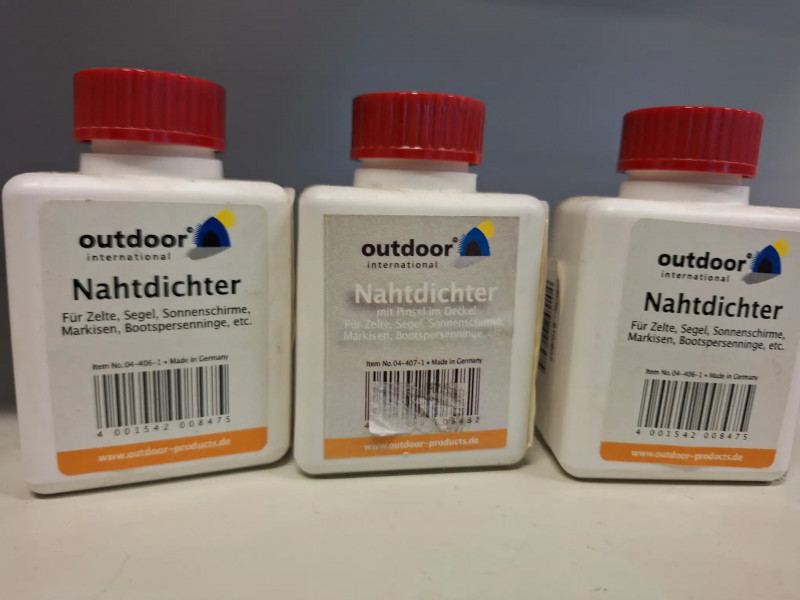 outdoor®
international
Nahtdichter
Für Zelte, Segel, Sonnenschirme,
Markisen, Bootspersenninge, etc.
Item No.04-406-1 • Made in Germany
4 001542 008475
www.outdoor-products.de
outdoor®
international
Nahtdichter
mit Pinsel im Deckel
Für Zelte, Segel, Sonnenschirme,
Markisen, Bootspersenninge,
Item No.04-407-1 • Made in Germany
4
www.outdoor-products.de
outdoor®
international
Nahtdichter
Für Zelte, Segel, Sonnenschirme,
Markisen, Bootspersenninge, etc.
Item No.04-406-1 • Made in Germany
4 001542 008475
www.outdoor-products.de